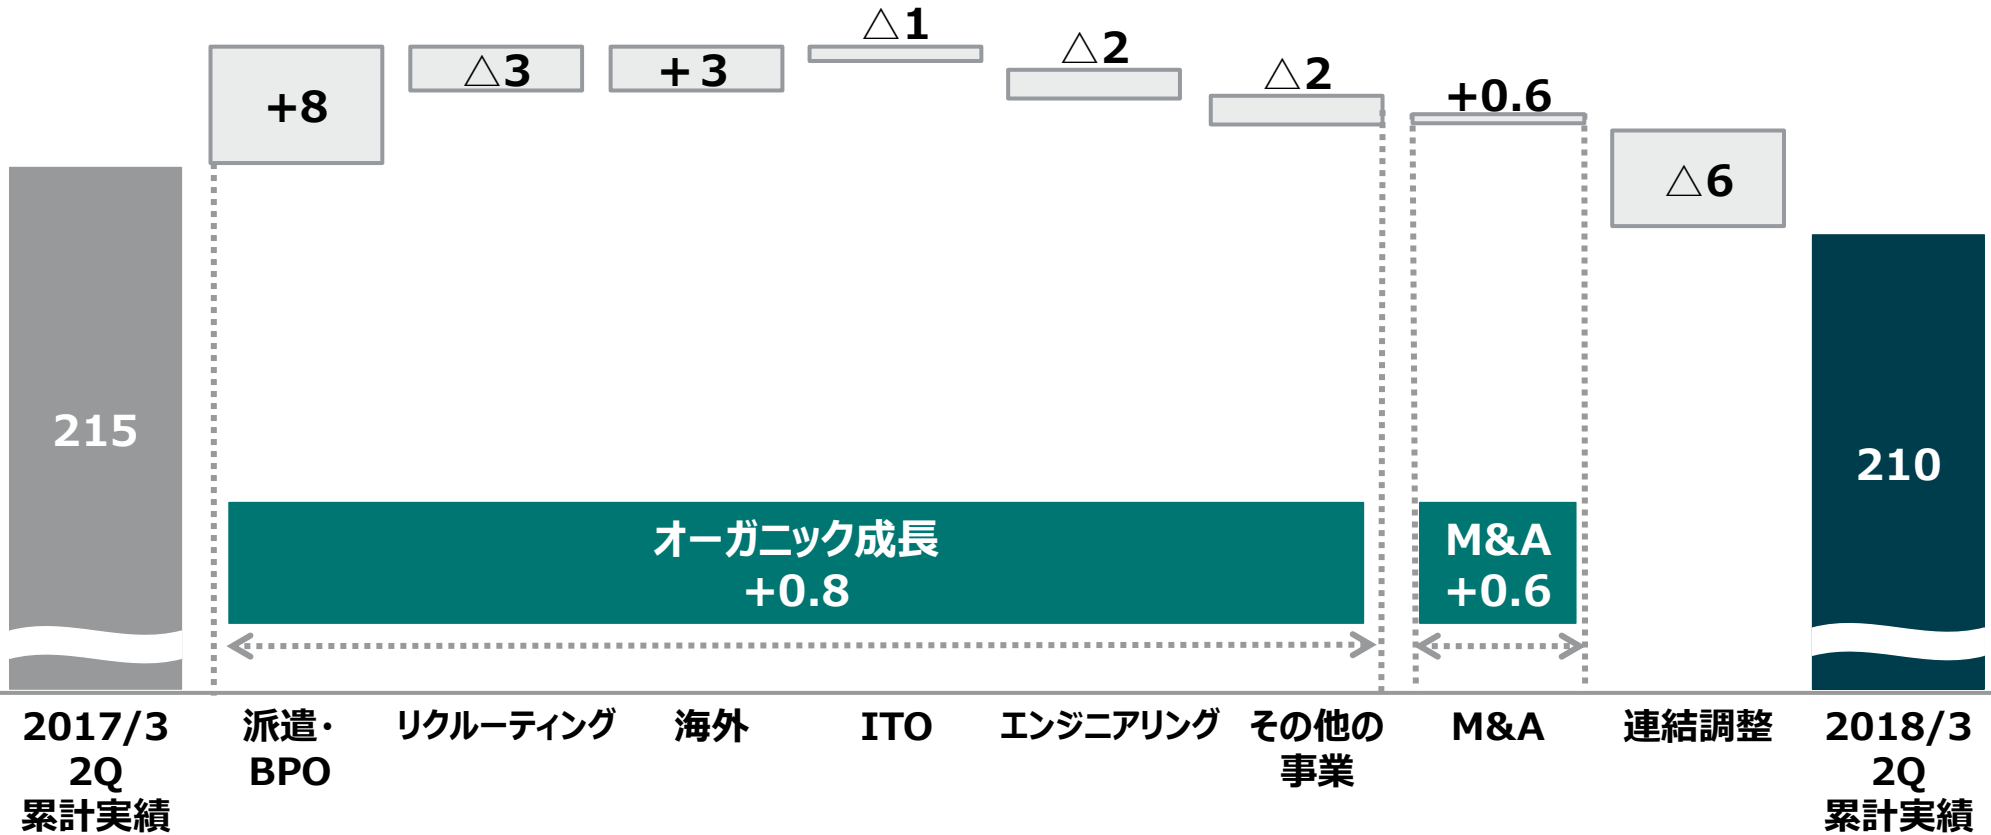 +8
△3
+3
△1
△2
△2
+0.6
△6
215
210
オーガニック成長
+0.8
M&A
+0.6
2017/3
2Q
累計実績
派遣・
BPO
リクルーティング
海外
ITO
エンジニアリング
その他の
事業
M&A
連結調整
2018/3
2Q
累計実績